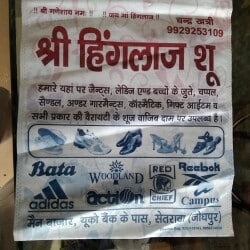 ॥ श्री गणेशाय नमः ॥
॥ जय माँ हिंगलाज ॥
चन्द्र खत्री
9929253109
श्री हिंगलाज शू
हमारे यहां पर जेन्टस, लेडिज एण्ड बच्चों के जुते, चप्पल,
सैण्डल, अण्डर गारमेन्टस, कॉस्मेटिक, गिफ्ट आईटम व
सभी प्रकार की वैरायटी के शूज वाजिब दाम पर उपलब्ध है।
Bata
WOODLAND
RED
CHIEF
Reebok
adidas
action
Campus
मैन बाजार, यूको बैंक के पास, सेतरावा (जोधपुर)